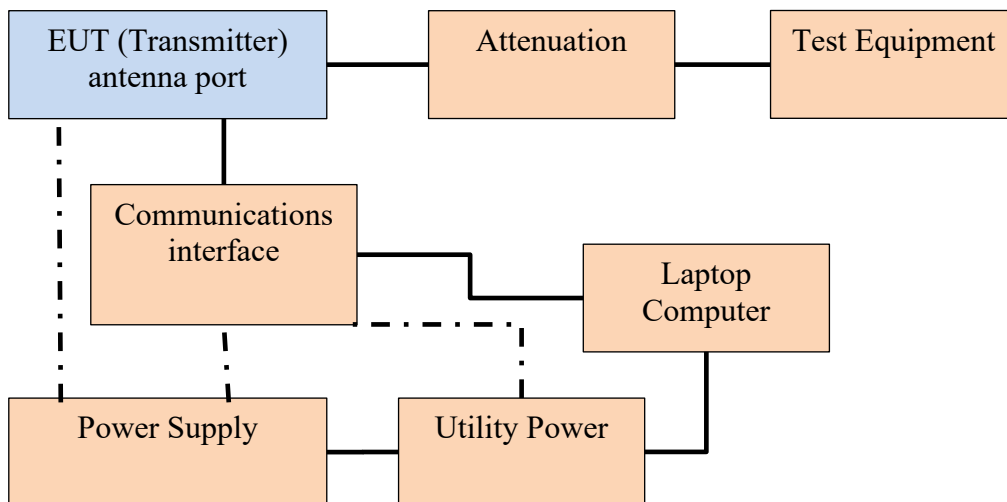 EUT (Transmitter)
antenna port
Attenuation
Test Equipment
Communications
interface
Laptop
Computer
Power Supply
Utility Power